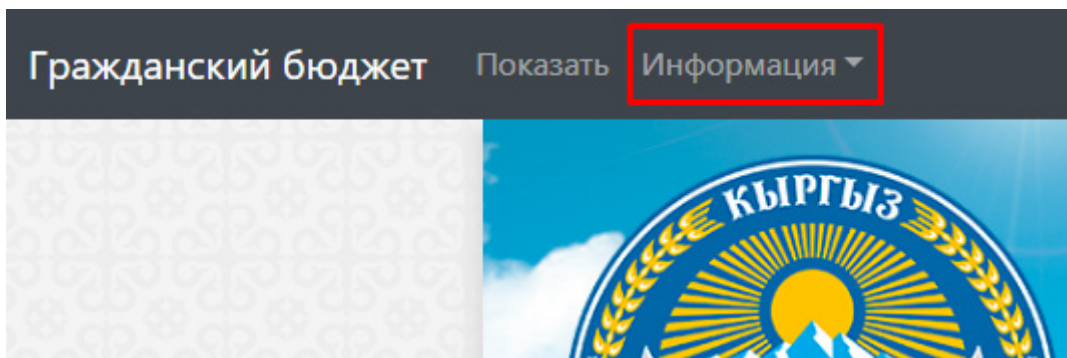 Гражданский бюджет Показать Информация
КЫРГЫЗ